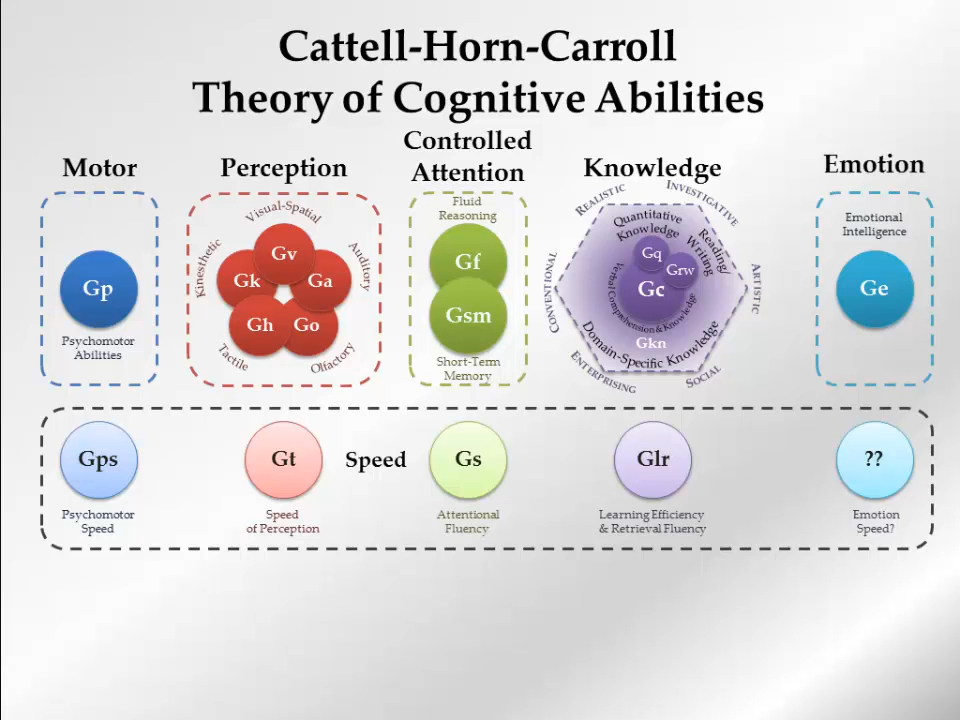 Cattell-Horn-Carroll
Theory of Cognitive Abilities
Motor
Perception
Controlled
Attention
Knowledge
Emotion
Gp
Psychomotor
Abilities
Visual-Spatial
Kinesthetic
Auditory
Tactile
Olfactory
Gv
Gk
Ga
Gh
Go
Fluid
Reasoning
Gf
Gsm
Short-Term
Memory
Realistic
Investigative
Conventional
Artistic
Enterprising
Social
Quantitative
Knowledge
Reading/
Writing
Gq
Grw
Gc
Verbal Comprehension & Knowledge
Gkn
Domain-Specific Knowledge
Emotional
Intelligence
Ge
Gps
Psychomotor
Speed
Gt
Speed
of Perception
Speed
Gs
Attentional
Fluency
Glr
Learning Efficiency
& Retrieval Fluency
??
Emotion
Speed?